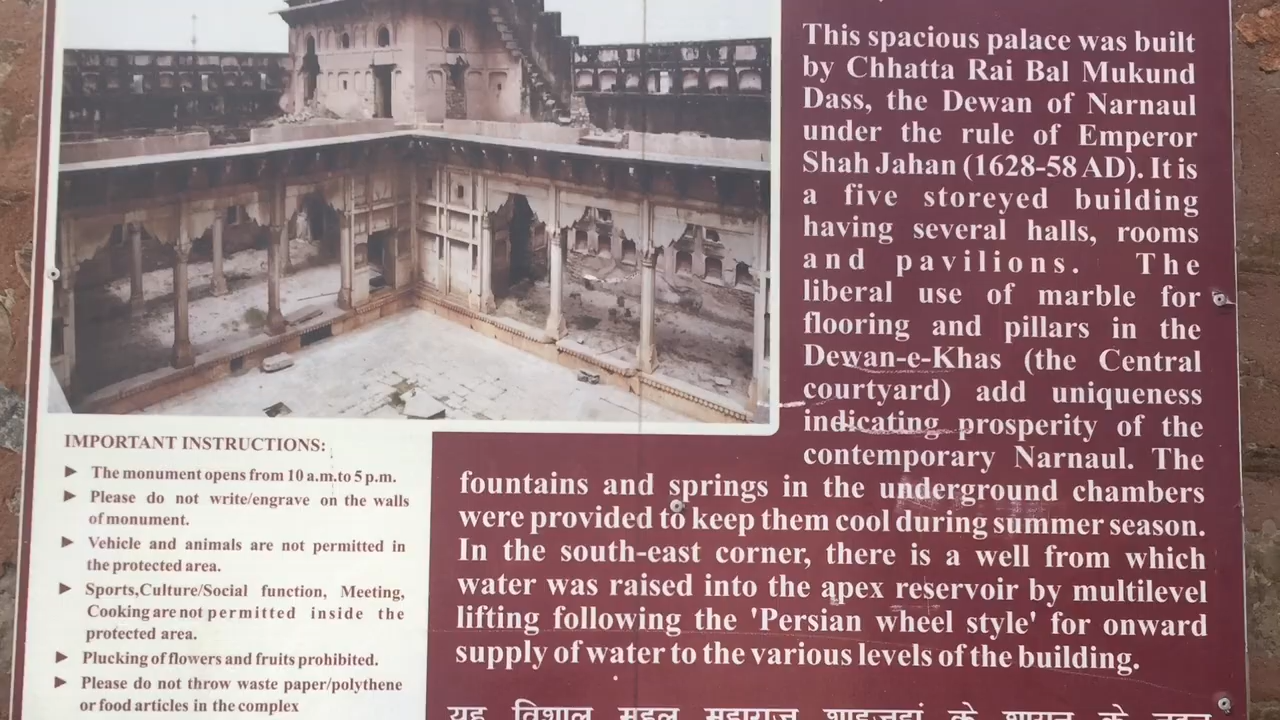 This spacious palace was built
by Chhatta Rai Bal Mukund
Dass, the Dewan of Narnaul
under the rule of Emperor
Shah Jahan (1628-58 AD). It is
a five storeyed building
having several halls, rooms
and pavilions. The
liberal use of marble for
flooring and pillars in the
Dewan-e-Khas (the Central
courtyard) add uniqueness
indicating prosperity of the
contemporary Narnaul. The
fountains and springs in the underground chambers
were provided to keep them cool during summer season.
In the south-east corner, there is a well from which
water was raised into the apex reservoir by multilevel
lifting following the 'Persian wheel style' for onward
supply of water to the various levels of the building.
IMPORTANT INSTRUCTIONS:
► The monument opens from 10 a.m.to 5 p.m.
► Please do not write/engrave on the walls
of monument.
► Vehicle and animals are not permitted in
the protected area.
► Sports,Culture/Social function, Meeting,
Cooking are not permitted inside the
protected area.
► Plucking of flowers and fruits prohibited.
► Please do not throw waste paper/polythene
or food articles in the complex
यह विशाल महल महाराज शाहजहां के शासन के तहत